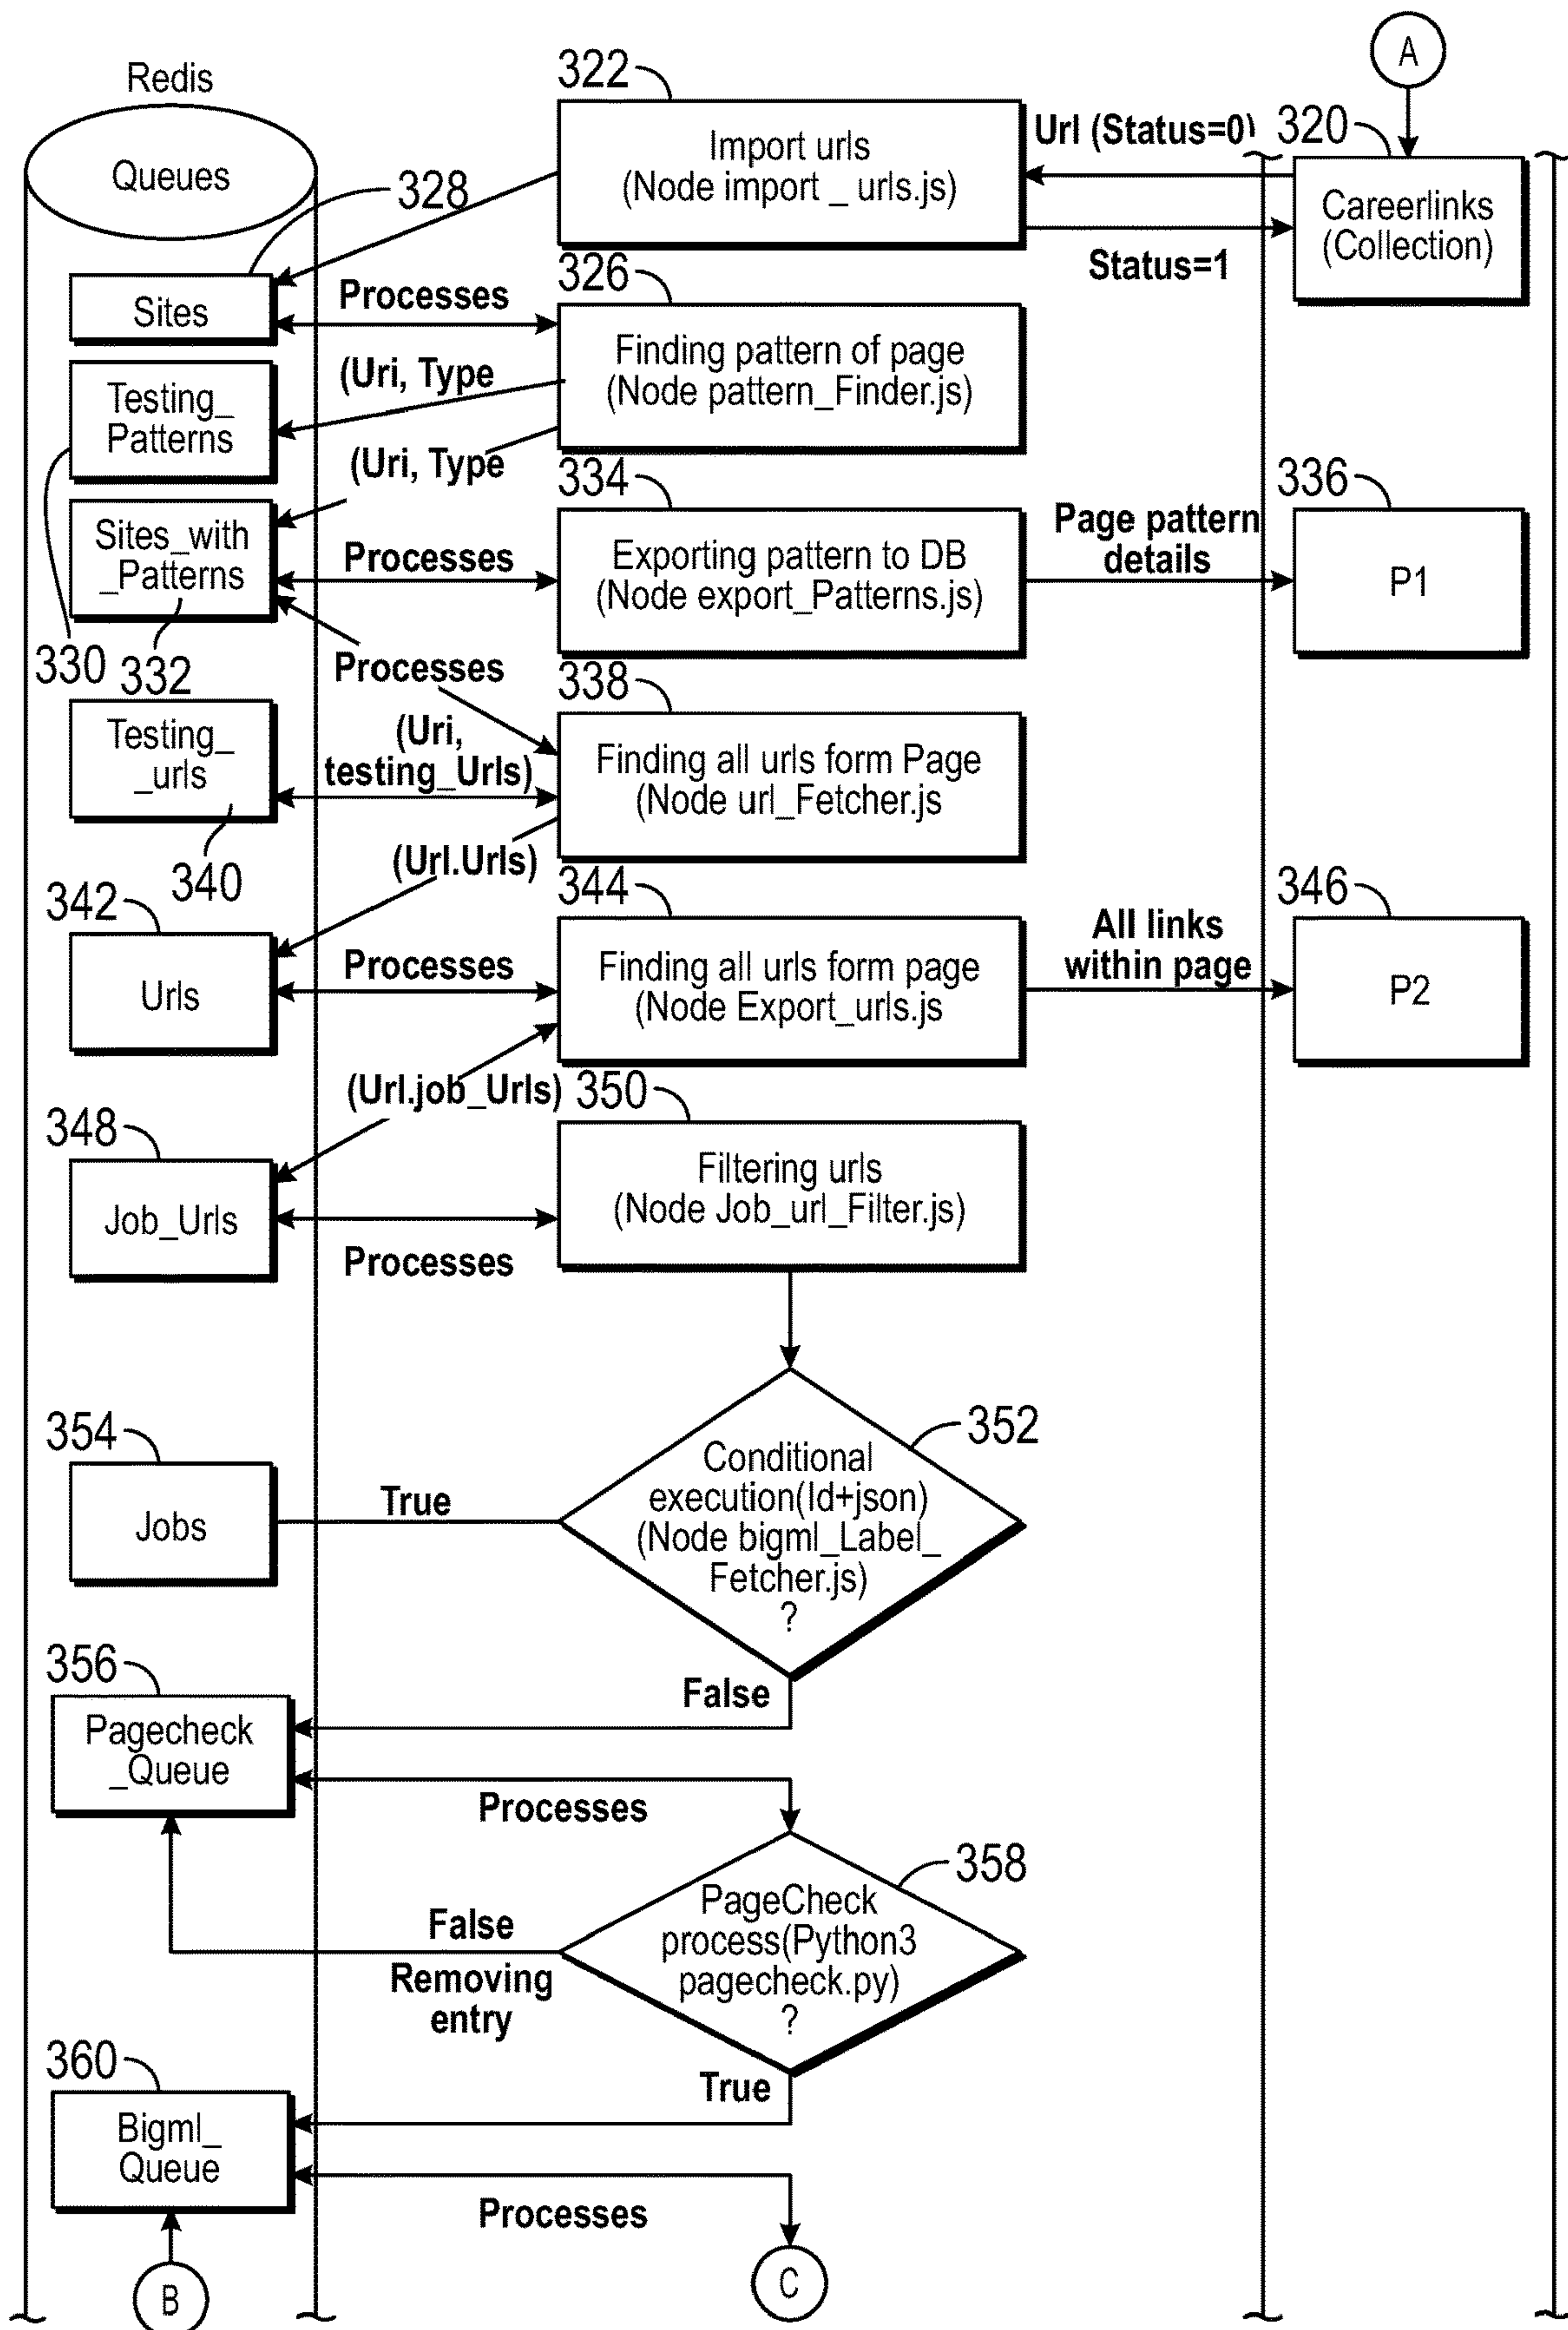 A
Redis
Queues
322
Import urls
(Node import _ urls.js)
Url (Status=0)
Status=1
320
Careerlinks
(Collection)
328
Sites
Processes
326
Finding pattern of page
(Node pattern_Finder.js)
(Uri, Type
Testing_
Patterns
330
(Uri, Type
Sites_with
_Patterns
332
Processes
334
Exporting pattern to DB
(Node export_Patterns.js)
Page pattern
details
336
P1
Processes
338
Finding all urls form Page
(Node url_Fetcher.js
(Uri,
testing_Urls)
Testing_
_urls
340
(Url.Urls)
342
Urls
Processes
344
Finding all urls form page
(Node Export_urls.js
All links
within page
346
P2
(Url.job_Urls)
348
Job_Urls
Processes
350
Filtering urls
(Node Job_url_Filter.js)
352
Conditional
execution(Id+json)
(Node bigml_Label_
Fetcher.js)
?
True
354
Jobs
False
356
Pagecheck
_Queue
Processes
358
PageCheck
process(Python3
pagecheck.py)
?
False
Removing
entry
True
360
Bigml_
Queue
Processes
B
C